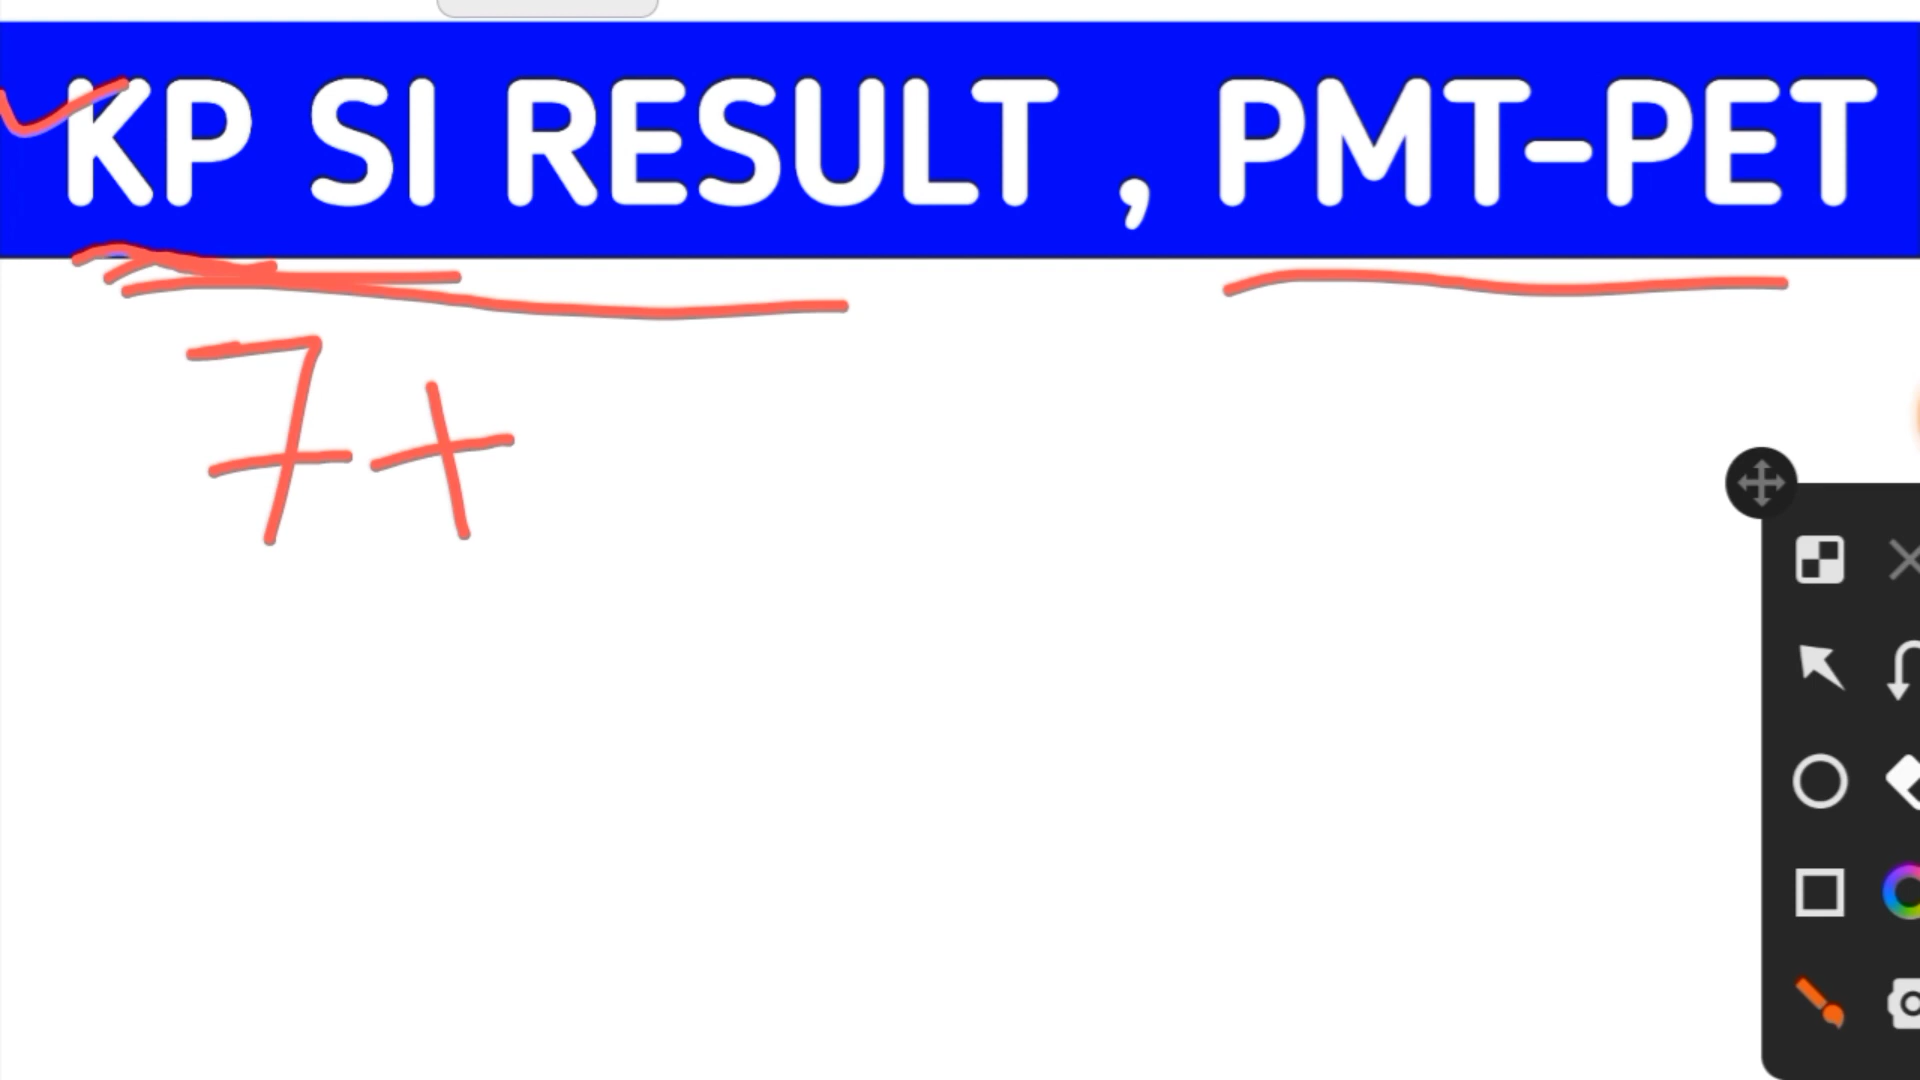 KP SI RESULT , PMT-PET
7+